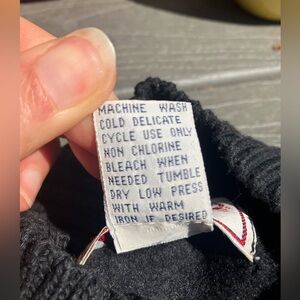 MACHINE WASH
COLD DELICATE
CYCLE USE ONLY
NON CHLORINE
BLEACH WHEN
NEEDED TUMBLE
DRY LOW PRESS
WITH WARM
IRON IF DESIRED